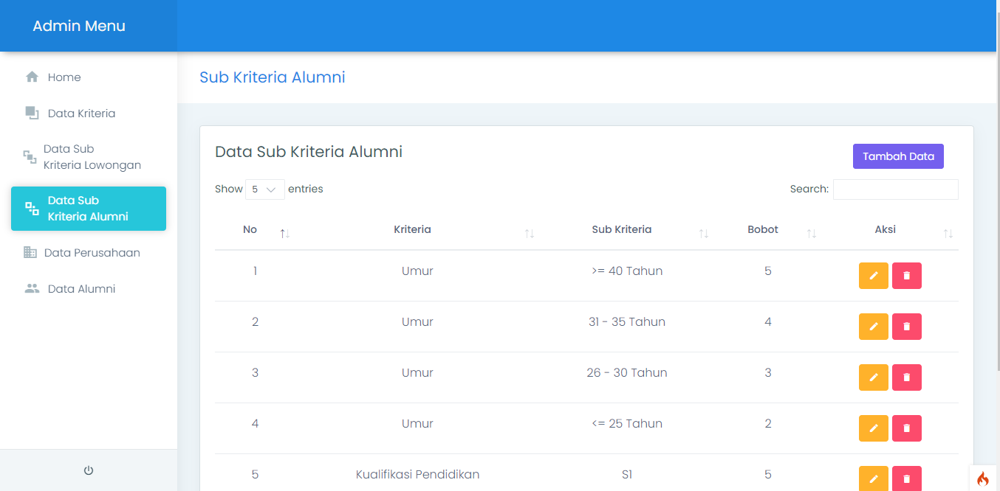 Admin Menu
Home
Data Kriteria
Data Sub
Kriteria Lowongan
Data Sub
Kriteria Alumni
Data Perusahaan
Data Alumni
Sub Kriteria Alumni
Data Sub Kriteria Alumni
Tambah Data
Show 5 entries
Search:
No Kriteria Sub Kriteria Bobot Aksi
1 Umur >= 40 Tahun 5
2 Umur 31 - 35 Tahun 4
3 Umur 26 - 30 Tahun 3
4 Umur <= 25 Tahun 2
5 Kualifikasi Pendidikan S1 5